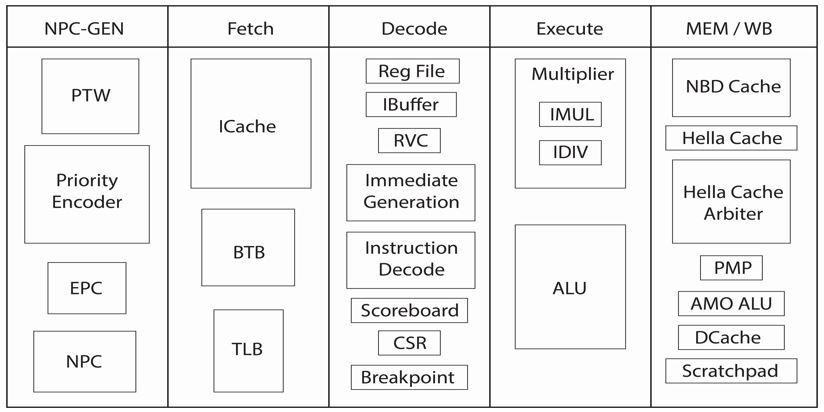 NPC-GEN
PTW
Priority
Encoder
EPC
NPC
Fetch
ICache
BTB
TLB
Decode
Reg File
IBuffer
RVC
Immediate
Generation
Instruction
Decode
Scoreboard
CSR
Breakpoint
Execute
Multiplier
IMUL
IDIV
ALU
MEM / WB
NBD Cache
Hella Cache
Hella Cache
Arbiter
PMP
AMO ALU
DCache
Scratchpad